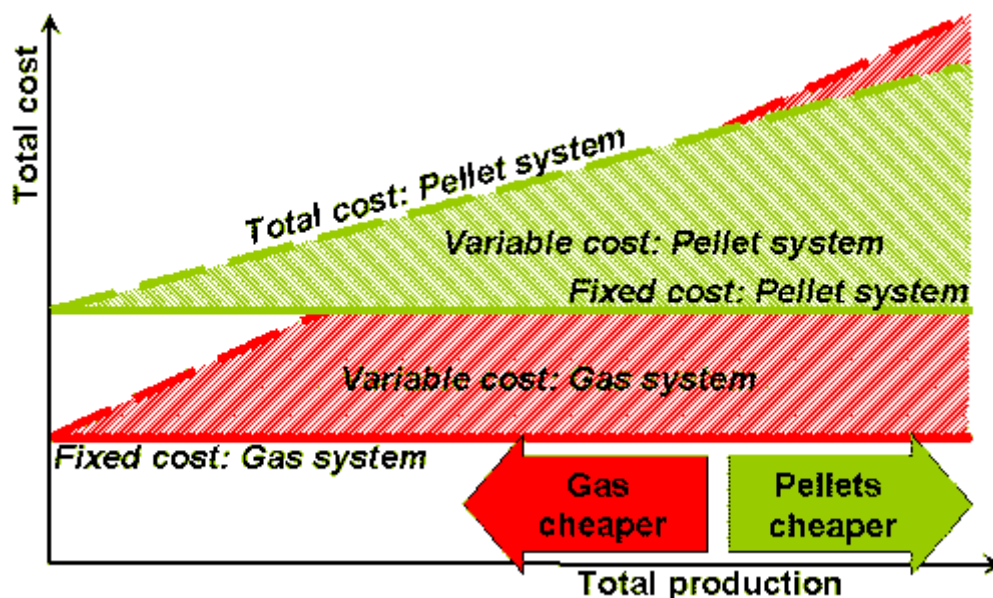 Total cost
Total cost: Pellet system
Variable cost: Pellet system
Fixed cost: Pellet system
Variable cost: Gas system
Fixed cost: Gas system
Gas
cheaper
Pellets
cheaper
Total production